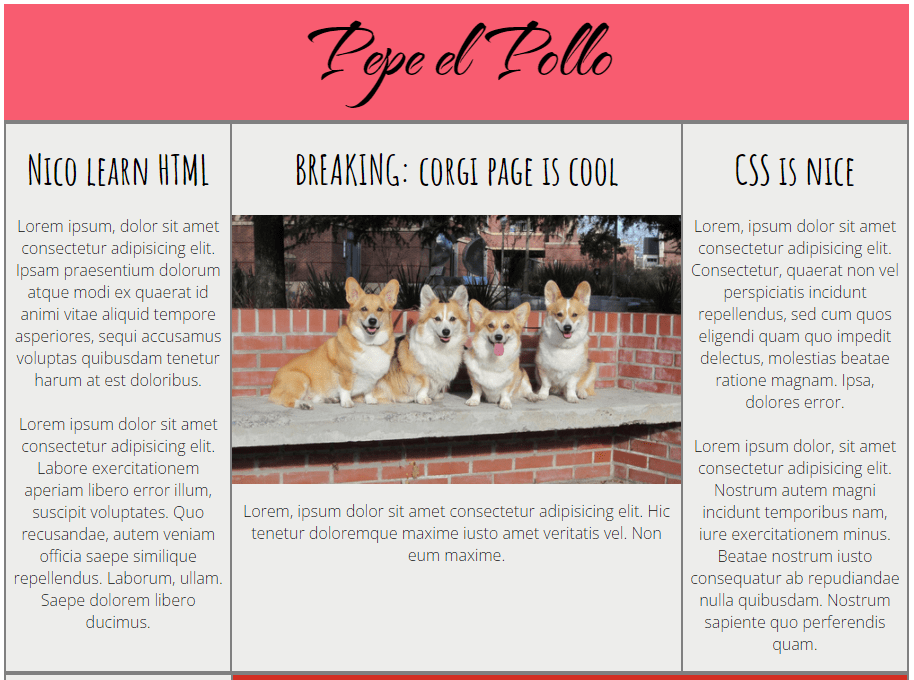 Pepe el Pollo
Nico learn HTML
Lorem ipsum, dolor sit amet
consectetur adipisicing elit.
Ipsam praesentium dolorum
atque modi ex quaerat id
animi vitae aliquid tempore
asperiores, sequi accusamus
voluptas quibusdam tenetur
harum at est doloribus.
Lorem ipsum dolor sit amet
consectetur adipisicing elit.
Labore exercitationem
aperiam libero error illum,
suscipit voluptates. Quo
recusandae, autem veniam
officia saepe similique
repellendus. Laborum, ullam.
Saepe dolorem libero
ducimus.
BREAKING: corgi page is cool
Lorem, ipsum dolor sit amet consectetur adipisicing elit. Hic
tenetur doloremque maxime iusto amet veritatis vel. Non
eum maxime.
CSS is nice
Lorem, ipsum dolor sit amet
consectetur adipisicing elit.
Consectetur, quaerat non vel
perspiciatis incidunt
repellendus, sed cum quos
eligendi quam quo impedit
delectus, molestias beatae
ratione magnam. Ipsa,
dolores error.
Lorem ipsum dolor, sit amet
consectetur adipisicing elit.
Nostrum autem magni
incidunt temporibus nam,
iure exercitationem minus.
Beatae nostrum iusto
consequatur ab repudiandae
nulla quibusdam. Nostrum
sapiente quo perferendis
quam.